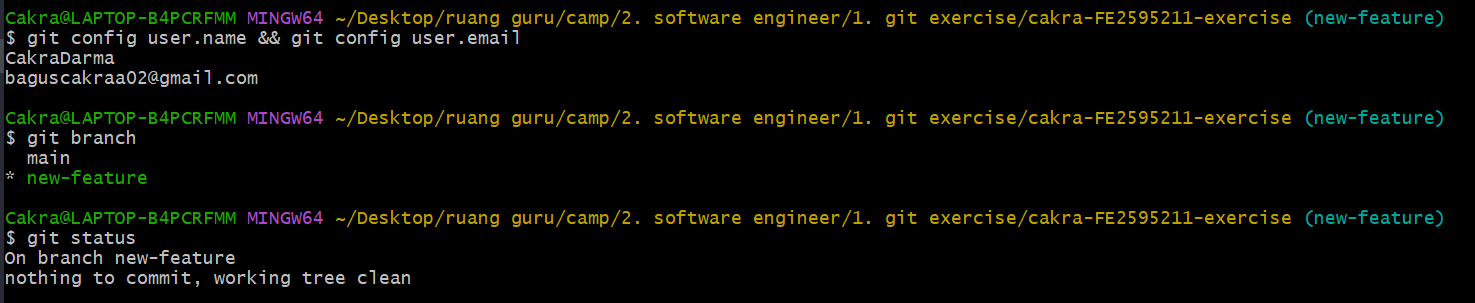 Cakra@LAPTOP-B4PCRFMM MINGW64 ~/Desktop/ruang guru/camp/2. software engineer/1. git exercise/cakra-FE2595211-exercise (new-feature)
$ git config user.name && git config user.email
CakraDarma
baguscakraa02@gmail.com
Cakra@LAPTOP-B4PCRFMM MINGW64 ~/Desktop/ruang guru/camp/2. software engineer/1. git exercise/cakra-FE2595211-exercise (new-feature)
$ git branch
  main
* new-feature
Cakra@LAPTOP-B4PCRFMM MINGW64 ~/Desktop/ruang guru/camp/2. software engineer/1. git exercise/cakra-FE2595211-exercise (new-feature)
$ git status
On branch new-feature
nothing to commit, working tree clean